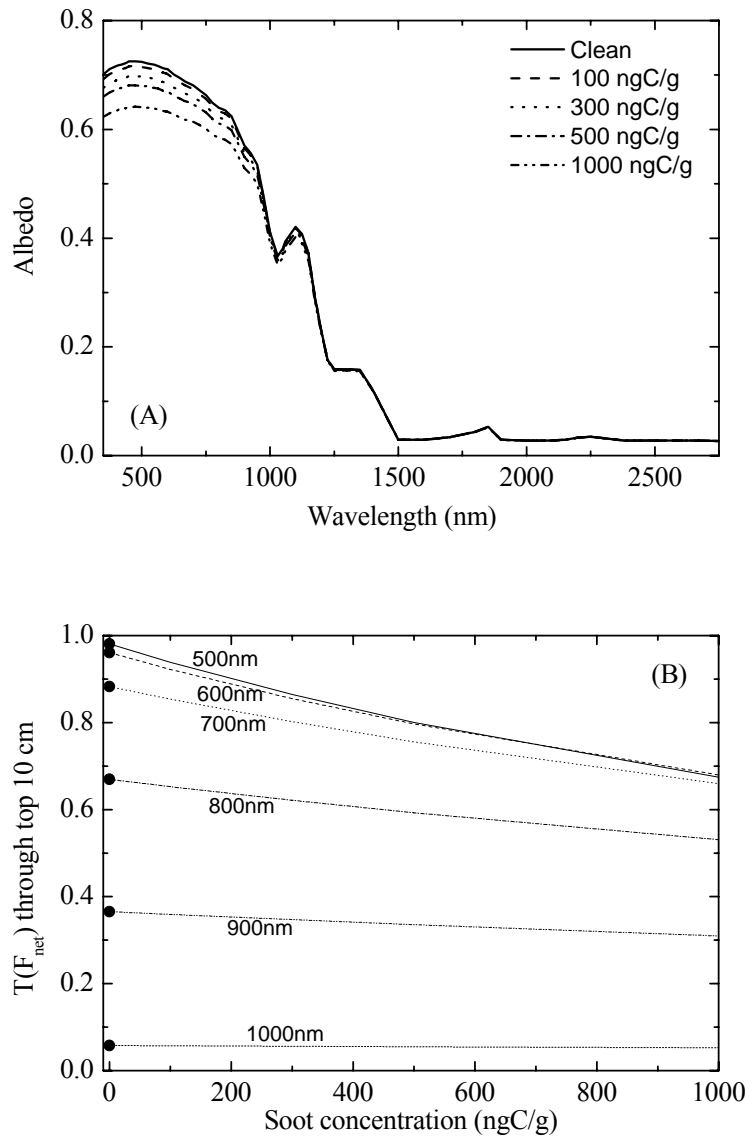 0.8
0.6
0.4
0.2
0.0
Albedo
Clean
100 ngC/g
300 ngC/g
500 ngC/g
1000 ngC/g
(A)
500 1000 1500 2000 2500
Wavelength (nm)
1.0
0.8
0.6
0.4
0.2
0.0
T(Fnet) through top 10 cm
(B)
500nm
600nm
700nm
800nm
900nm
1000nm
0 200 400 600 800 1000
Soot concentration (ngC/g)